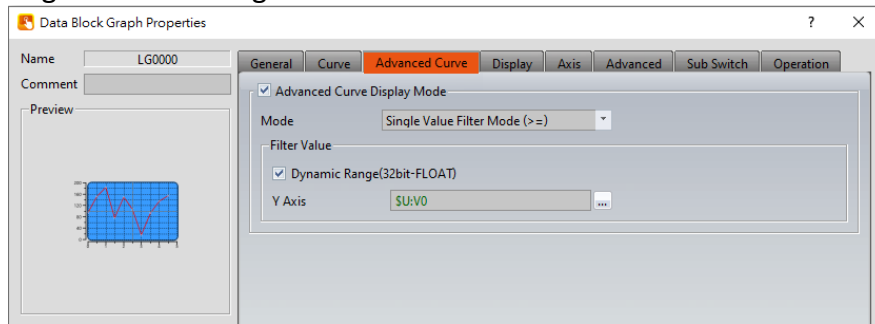 Data Block Graph Properties ? ×
Name LG0000
Comment
Preview
General Curve Advanced Curve Display Axis Advanced Sub Switch Operation
Advanced Curve Display Mode
Mode Single Value Filter Mode (>=)
Filter Value
Dynamic Range(32bit-FLOAT)
Y Axis $U:V0 ...